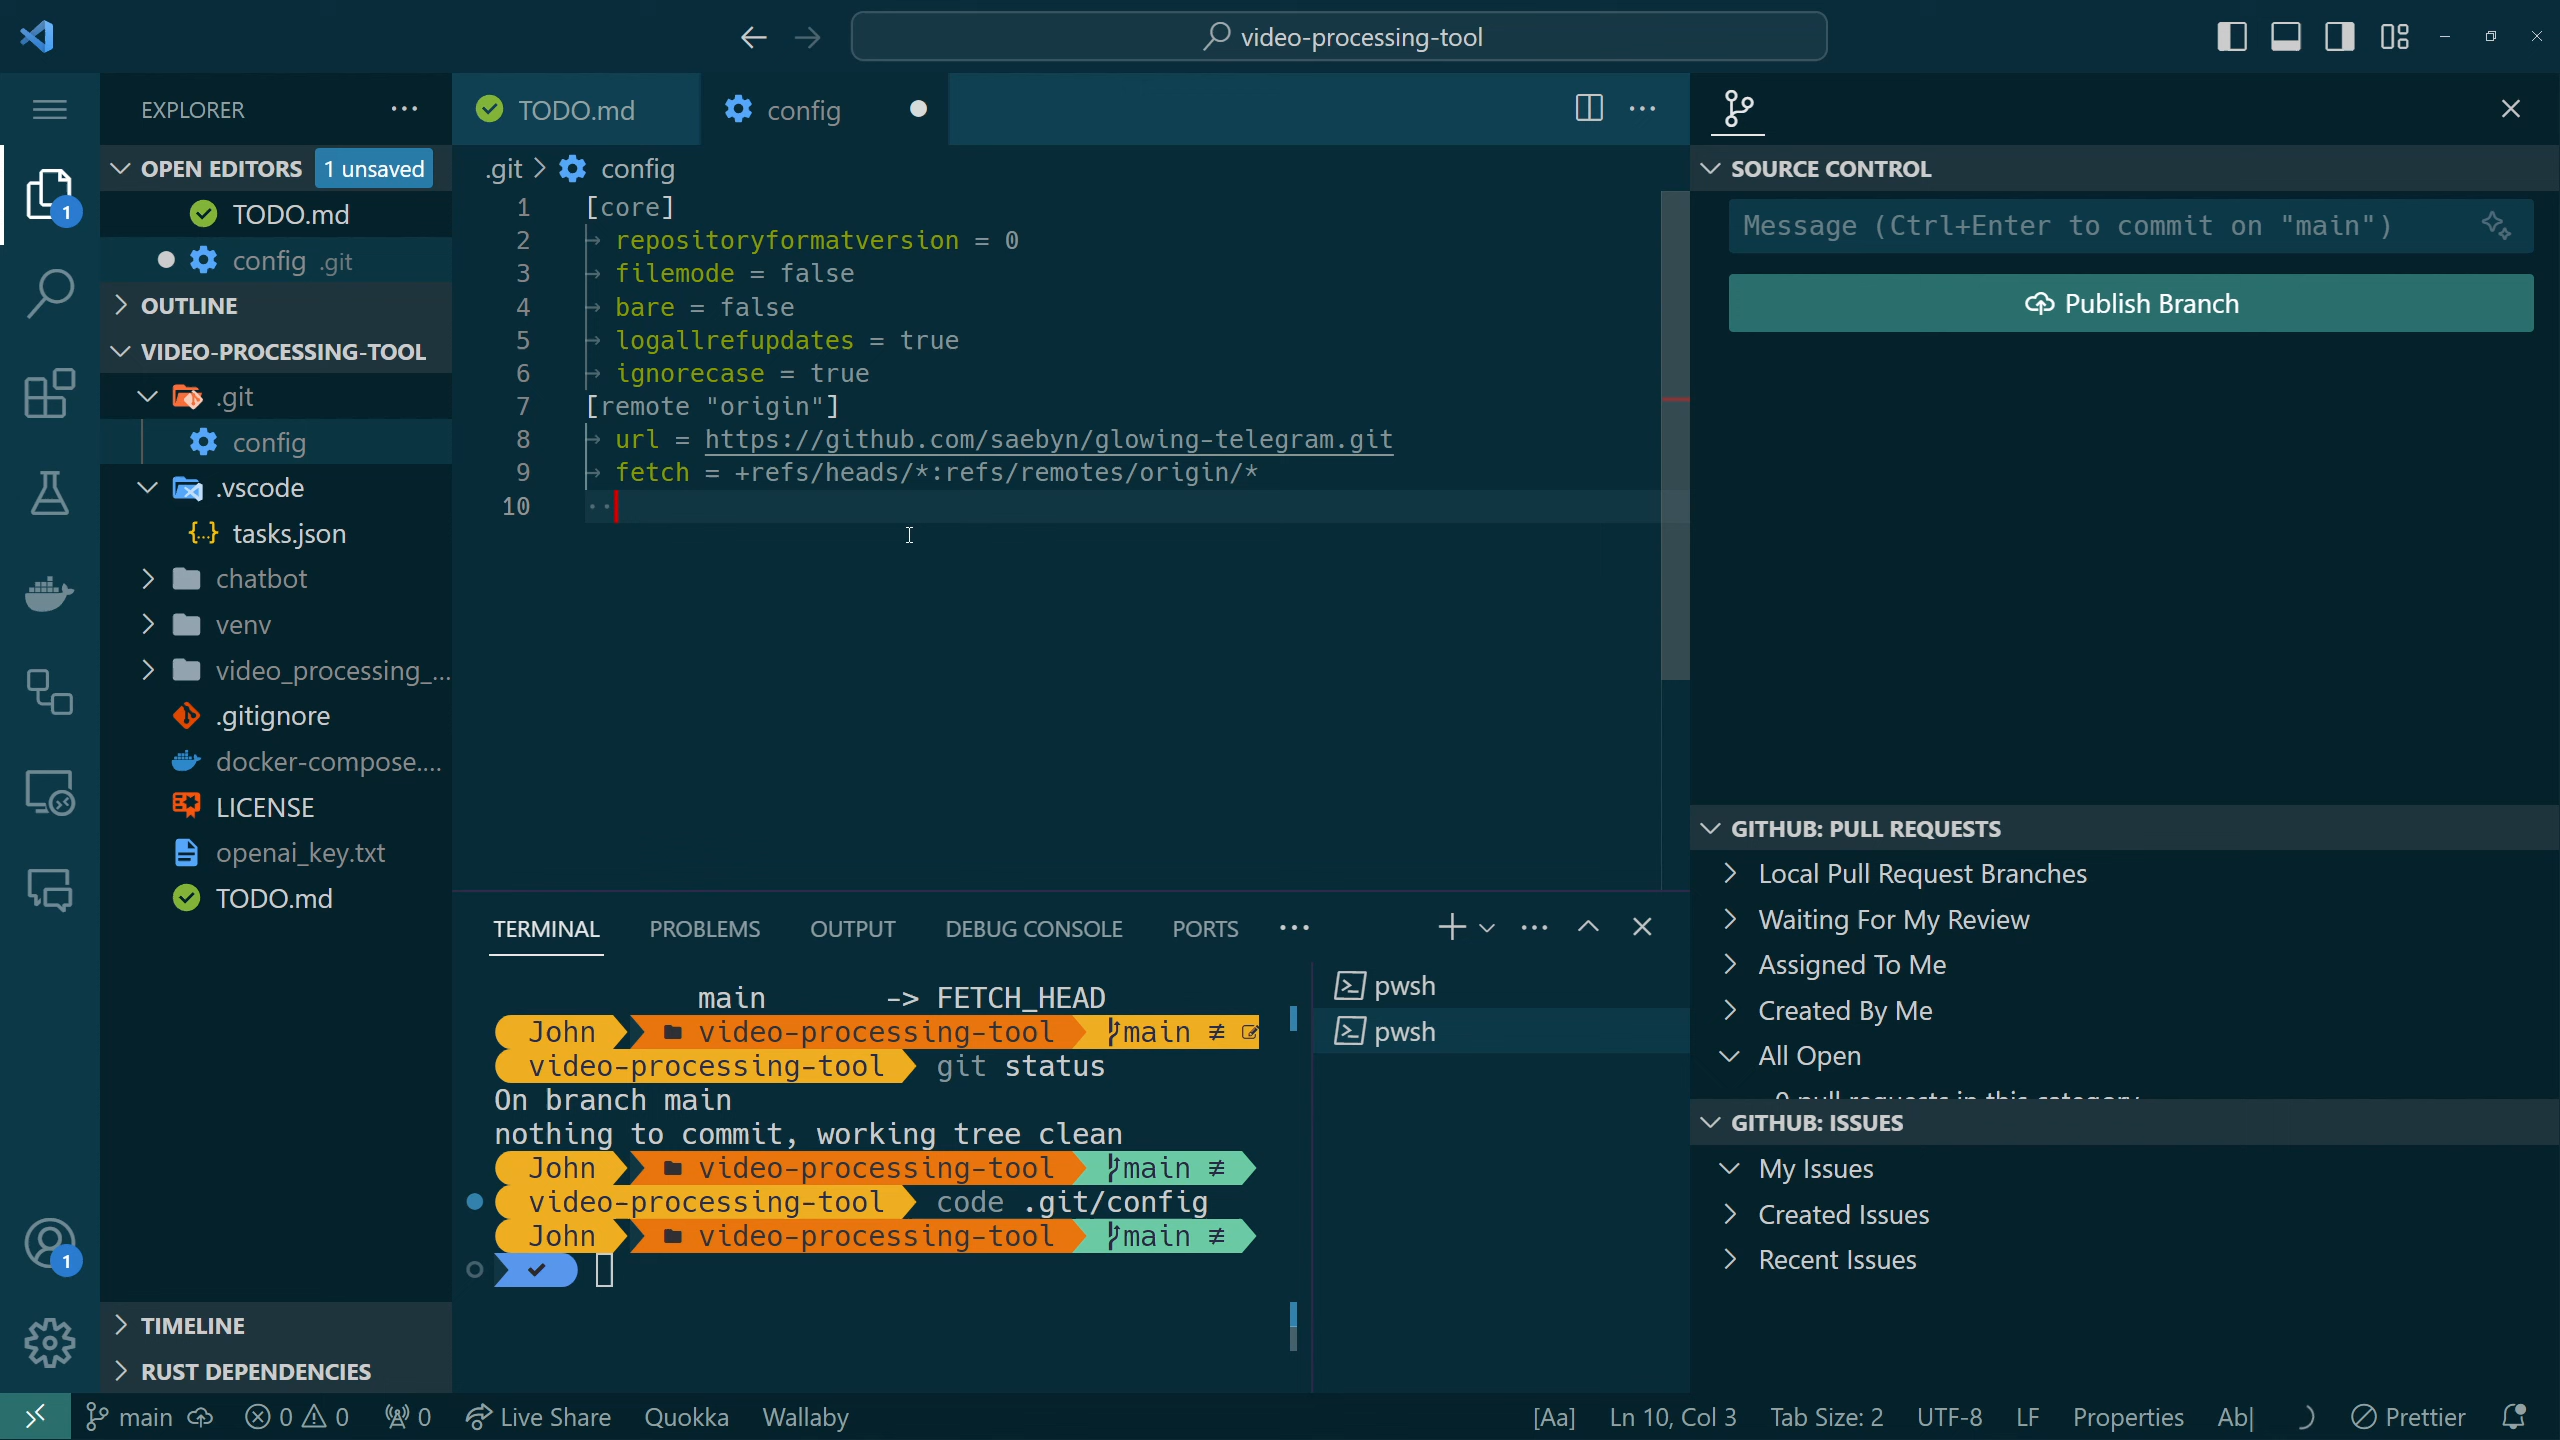 video-processing-tool
EXPLORER
OPEN EDITORS 1 unsaved
TODO.md
config .git
OUTLINE
VIDEO-PROCESSING-TOOL
.git
config
.vscode
tasks.json
chatbot
venv
video_processing_...
.gitignore
docker-compose....
LICENSE
openai_key.txt
TODO.md
TIMELINE
RUST DEPENDENCIES
1
1
TODO.md
config
.git > config
1 [core]
2 repositoryformatversion = 0
3 filemode = false
4 bare = false
5 logallrefupdates = true
6 ignorecase = true
7 [remote "origin"]
8 url = https://github.com/saebyn/glowing-telegram.git
9 fetch = +refs/heads/*:refs/remotes/origin/*
10
TERMINAL PROBLEMS OUTPUT DEBUG CONSOLE PORTS
main -> FETCH_HEAD
John video-processing-tool main ≢
video-processing-tool git status
On branch main
nothing to commit, working tree clean
John video-processing-tool main ≢
video-processing-tool code .git/config
John video-processing-tool main ≢
pwsh
pwsh
SOURCE CONTROL
Message (Ctrl+Enter to commit on "main")
Publish Branch
GITHUB: PULL REQUESTS
Local Pull Request Branches
Waiting For My Review
Assigned To Me
Created By Me
All Open
0 pull requests in this category
GITHUB: ISSUES
My Issues
Created Issues
Recent Issues
main 0 0 0 Live Share Quokka Wallaby
[Aa] Ln 10, Col 3 Tab Size: 2 UTF-8 LF Properties Ab| Prettier